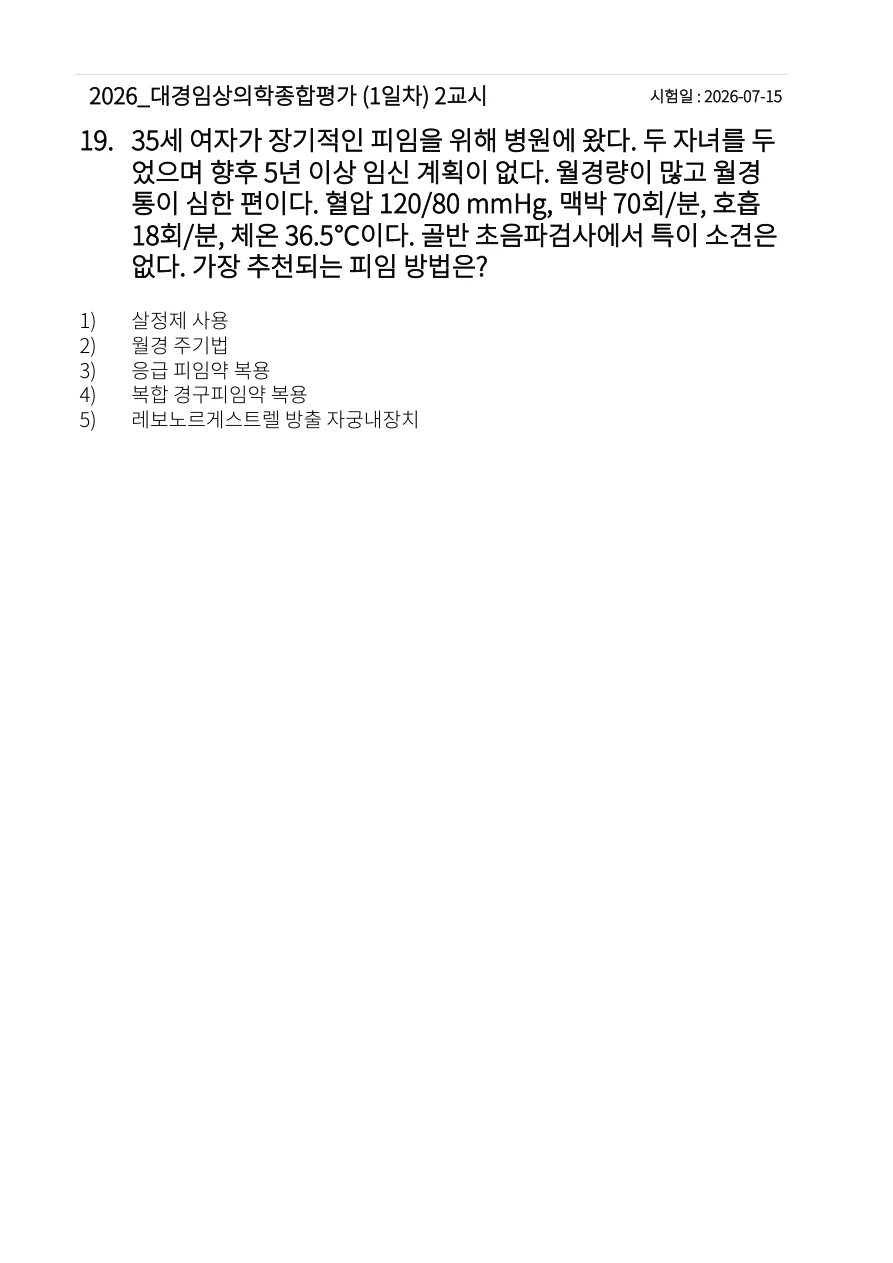 2026_대경임상의학종합평가 (1일차) 2교시
시험일 : 2026-07-15
19. 35세 여자가 장기적인 피임을 위해 병원에 왔다. 두 자녀를 두
었으며 향후 5년 이상 임신 계획이 없다. 월경량이 많고 월경
통이 심한 편이다. 혈압 120/80 mmHg, 맥박 70회/분, 호흡
18회/분, 체온 36.5℃이다. 골반 초음파검사에서 특이 소견은
없다. 가장 추천되는 피임 방법은?
1) 살정제 사용
2) 월경 주기법
3) 응급 피임약 복용
4) 복합 경구피임약 복용
5) 레보노르게스트렐 방출 자궁내장치